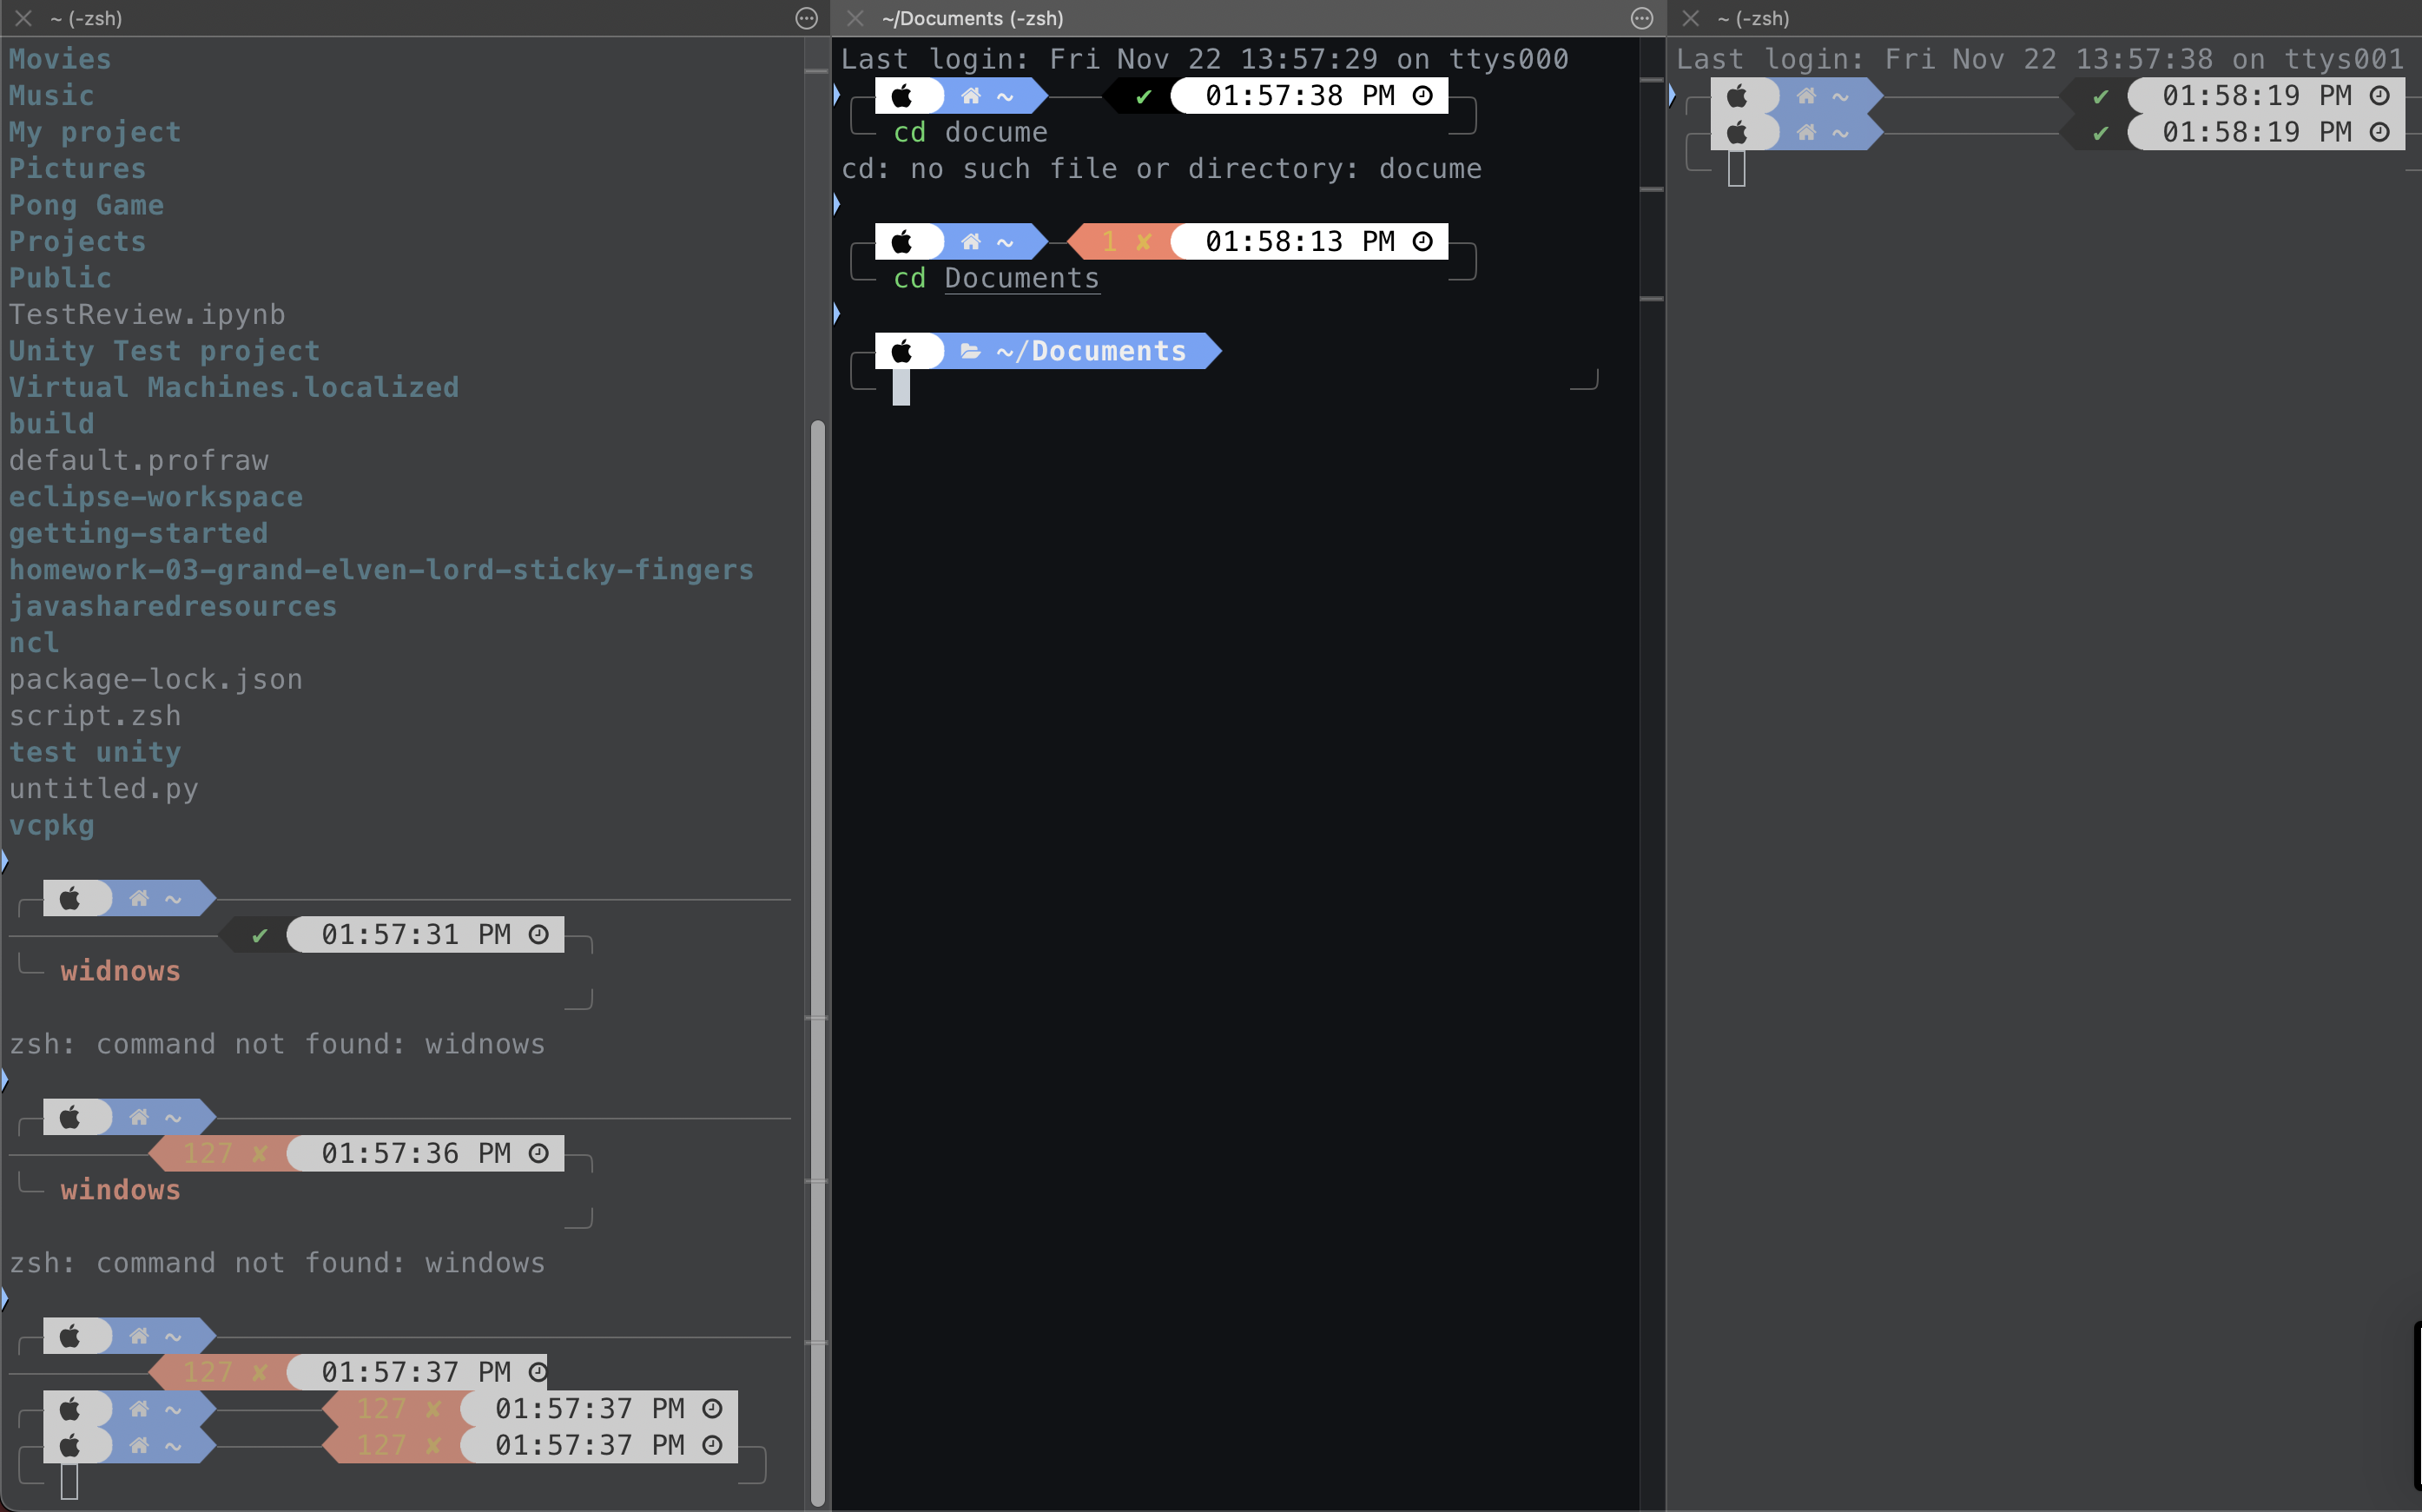 ~ (-zsh)
Movies
Music
My project
Pictures
Pong Game
Projects
Public
TestReview.ipynb
Unity Test project
Virtual Machines.localized
build
default.profraw
eclipse-workspace
getting-started
homework-03-grand-elven-lord-sticky-fingers
javasharedresources
ncl
package-lock.json
script.zsh
test unity
untitled.py
vcpkg
~
✔ 01:57:31 PM
widnows
zsh: command not found: widnows
~
127 ✘ 01:57:36 PM
windows
zsh: command not found: windows
~
127 ✘ 01:57:37 PM
~ 127 ✘ 01:57:37 PM
~ 127 ✘ 01:57:37 PM
~/Documents (-zsh)
Last login: Fri Nov 22 13:57:29 on ttys000
~ ✔ 01:57:38 PM
cd docume
cd: no such file or directory: docume
~ 1 ✘ 01:58:13 PM
cd Documents
~/Documents
~ (-zsh)
Last login: Fri Nov 22 13:57:38 on ttys001
~ ✔ 01:58:19 PM
~ ✔ 01:58:19 PM